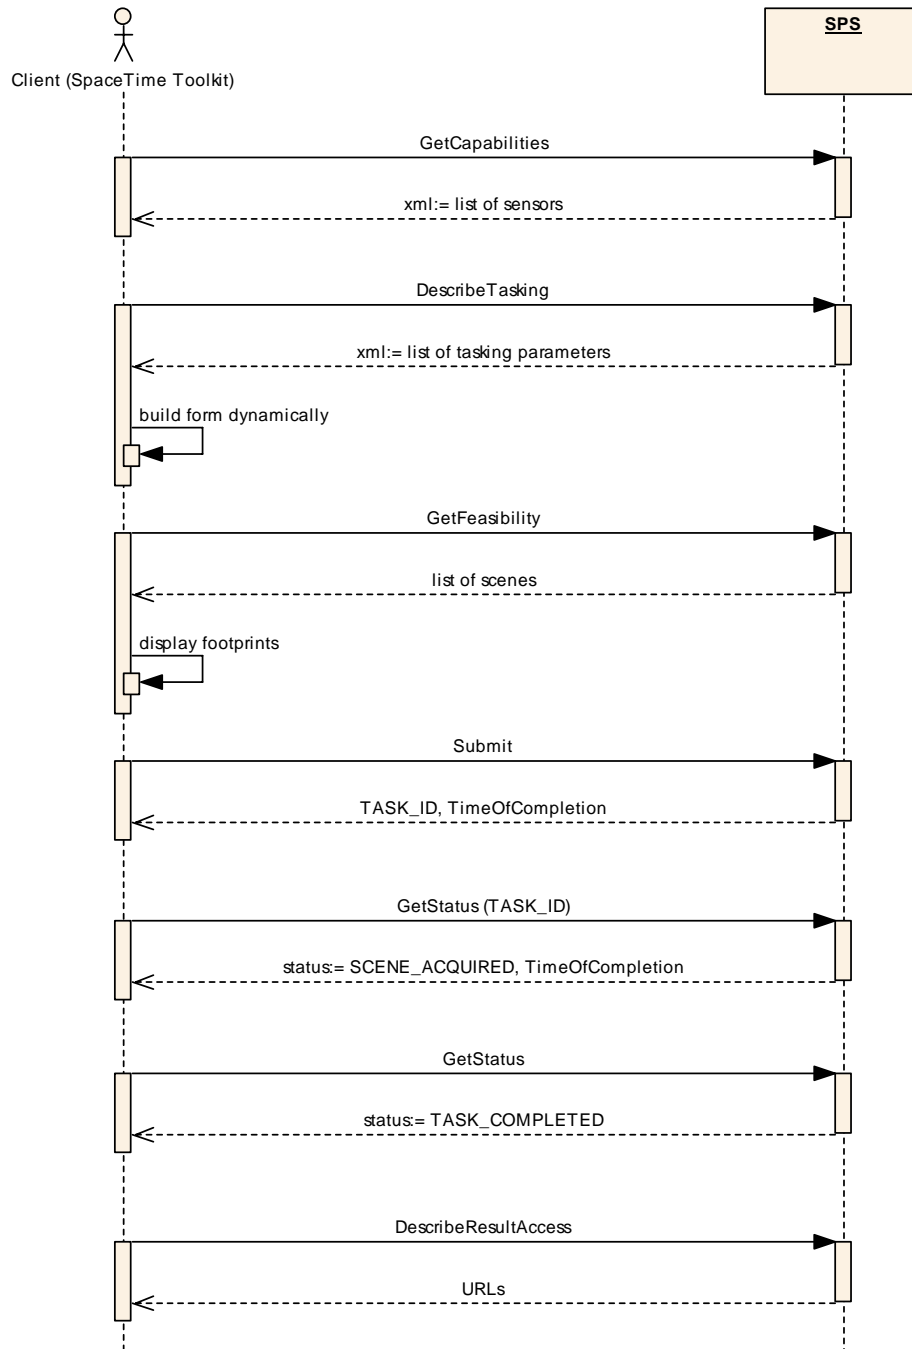 SPS
Client (SpaceTime Toolkit)
GetCapabilities
xml:= list of sensors
DescribeTasking
xml:= list of tasking parameters
build form dynamically
GetFeasibility
list of scenes
display footprints
Submit
TASK_ID, TimeOfCompletion
GetStatus (TASK_ID)
status:= SCENE_ACQUIRED, TimeOfCompletion
GetStatus
status:= TASK_COMPLETED
DescribeResultAccess
URLs